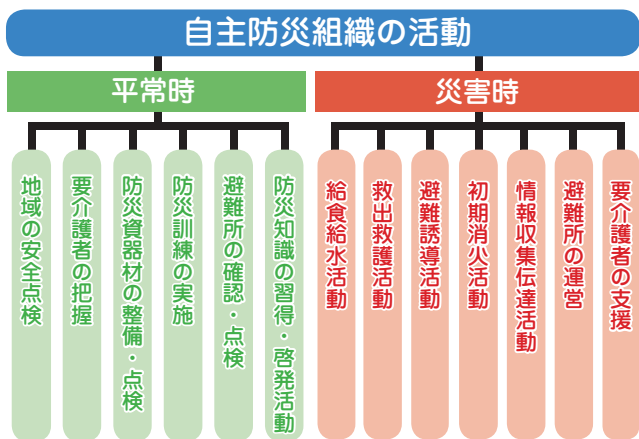 自主防災組織の活動
平常時
災害時
地域の安全点検
要介護者の把握
防災資器材の整備・点検
防災訓練の実施
避難所の確認・点検
防災知識の習得・啓発活動
給食給水活動
救出救護活動
避難誘導活動
初期消火活動
情報収集伝達活動
避難所の運営
要介護者の支援